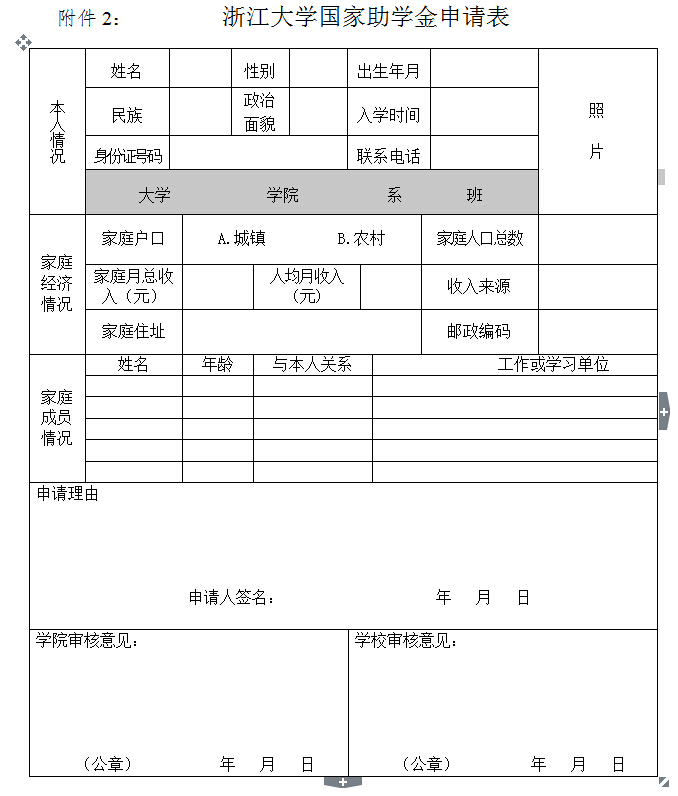 附件 2： 浙江大学国家助学金申请表
本人情况
姓名 性别 出生年月
民族 政治面貌 入学时间
身份证号码 联系电话
照片
大学 学院 系 班
家庭经济情况
家庭户口 A.城镇 B.农村 家庭人口总数
家庭月总收入（元） 人均月收入（元） 收入来源
家庭住址 邮政编码
家庭成员情况
姓名 年龄 与本人关系 工作或学习单位
申请理由
申请人签名： 年 月 日
学院审核意见： 学校审核意见：
（公章） 年 月 日 （公章） 年 月 日